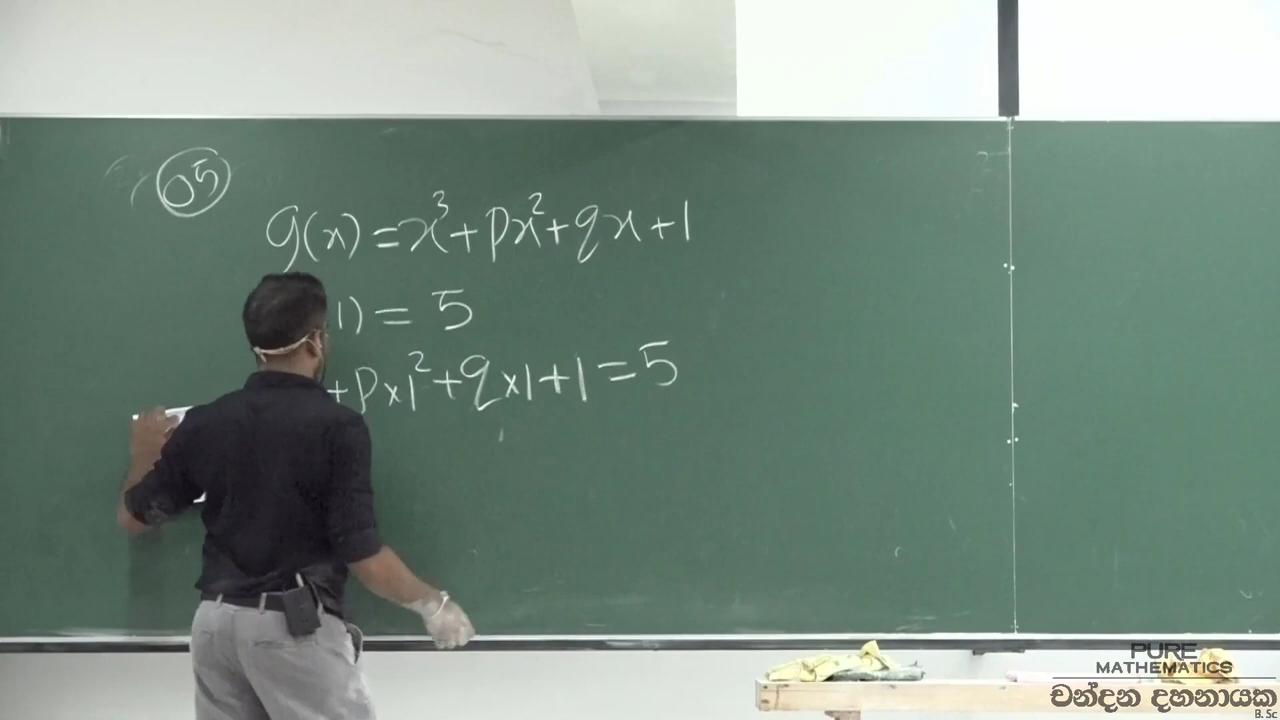 05
g(x) = x³ + px² + qx + 1
1) = 5
+ p×1² + q×1 + 1 = 5
PURE
MATHEMATICS
චන්දන දහනායක
B.Sc